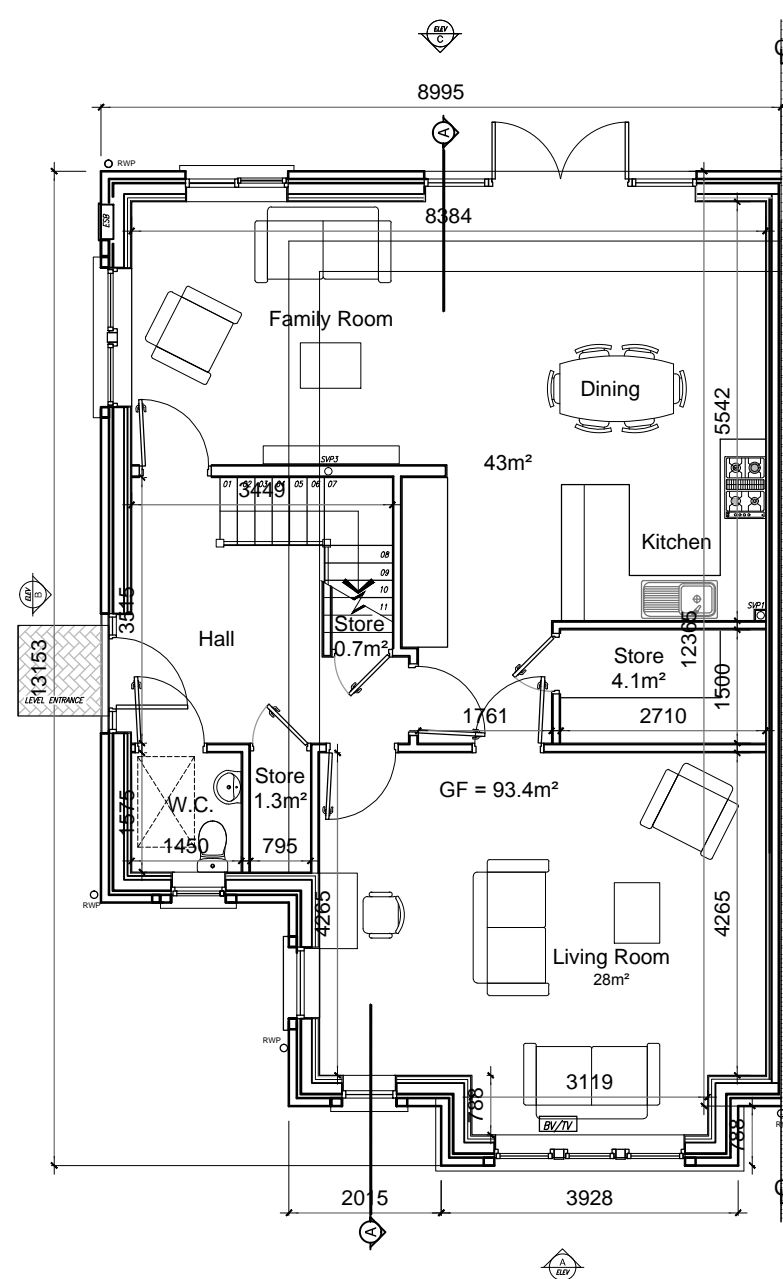 ELEV
C
8995
A
RWP
8384
ESB
Family Room
Dining
5542
43m²
SVP3
01 02 03 04 05 06 07
3449
08
09
10
11
Kitchen
SVP1
ELEV
B
3515
Hall
Store
0.7m²
12365
Store
4.1m²
1500
13153
LEVEL ENTRANCE
1761
2710
Store
1.3m²
GF = 93.4m²
W.C.
1575
1450
795
RWP
4265
4265
Living Room
28m²
RWP
3119
788
BV/TV
788
2015
3928
A
A
ELEV